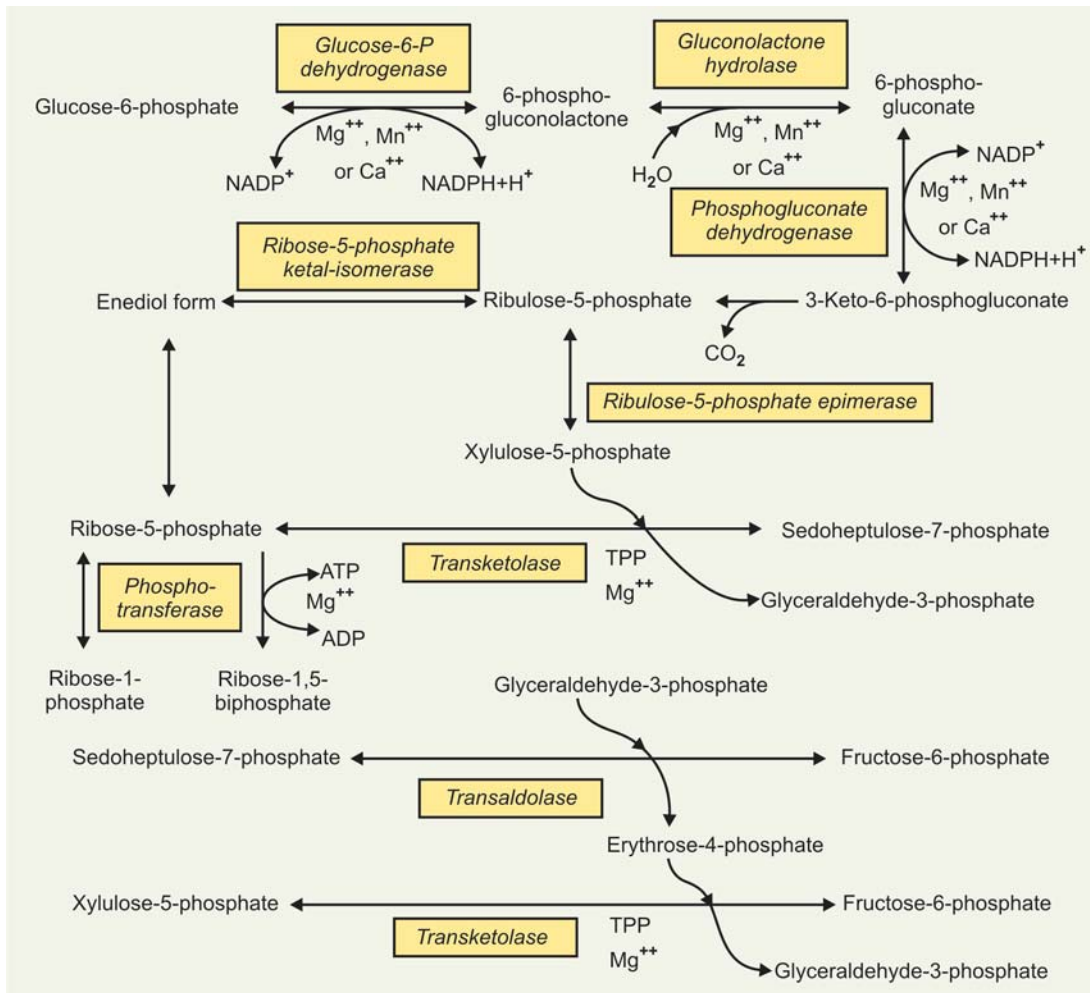 Glucose-6-P
dehydrogenase
Gluconolactone
hydrolase
Glucose-6-phosphate
6-phospho-
gluconolactone
6-phospho-
gluconate
Mg++, Mn++
or Ca++
NADP+
NADPH+H+
H2O
Mg++, Mn++
or Ca++
NADP+
Mg++, Mn++
or Ca++
NADPH+H+
Phosphogluconate
dehydrogenase
Ribose-5-phosphate
ketal-isomerase
Enediol form
Ribulose-5-phosphate
3-Keto-6-phosphogluconate
CO2
Ribulose-5-phosphate epimerase
Xylulose-5-phosphate
Ribose-5-phosphate
Sedoheptulose-7-phosphate
Transketolase
TPP
Mg++
Glyceraldehyde-3-phosphate
Phospho-
transferase
ATP
Mg++
ADP
Ribose-1-
phosphate
Ribose-1,5-
biphosphate
Glyceraldehyde-3-phosphate
Sedoheptulose-7-phosphate
Fructose-6-phosphate
Transaldolase
Erythrose-4-phosphate
Xylulose-5-phosphate
Fructose-6-phosphate
Transketolase
TPP
Mg++
Glyceraldehyde-3-phosphate